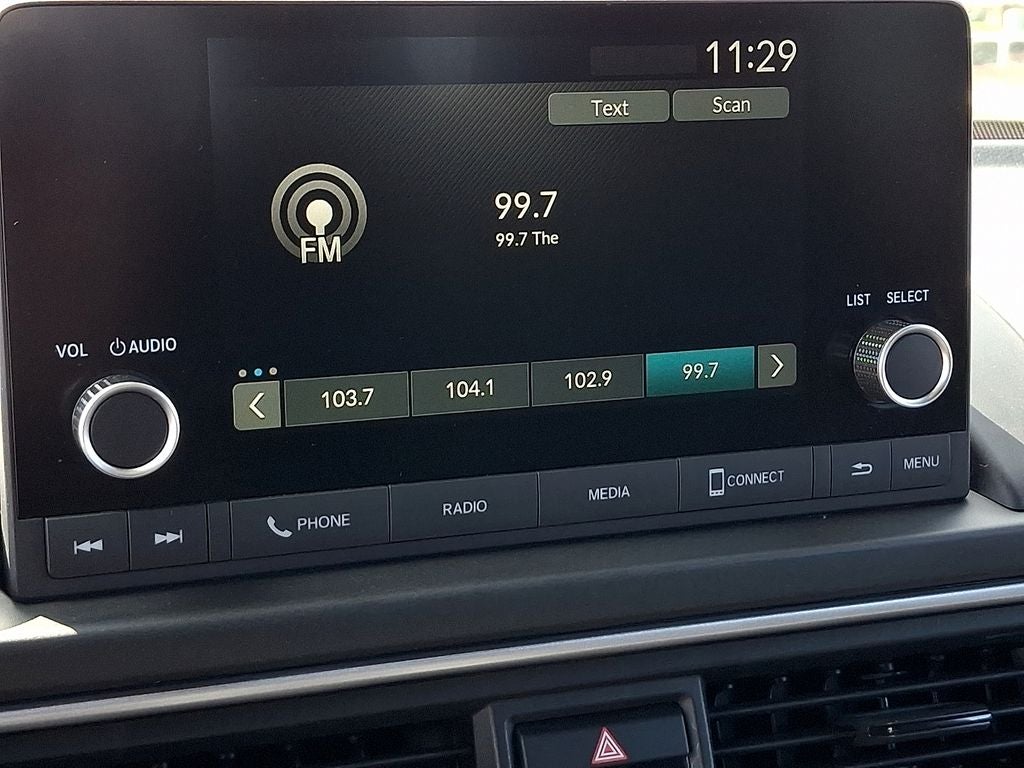 11:29
Text Scan
FM
99.7
99.7 The
LIST SELECT
VOL AUDIO
103.7 104.1 102.9 99.7
PHONE RADIO MEDIA CONNECT MENU